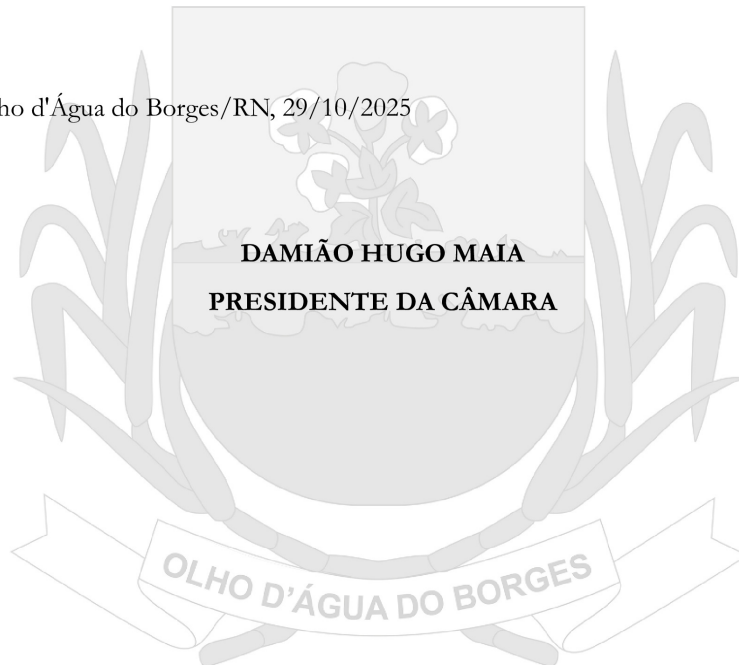 ho d'Água do Borges/RN, 29/10/2025
DAMIÃO HUGO MAIA
PRESIDENTE DA CÂMARA
OLHO D'ÁGUA DO BORGES